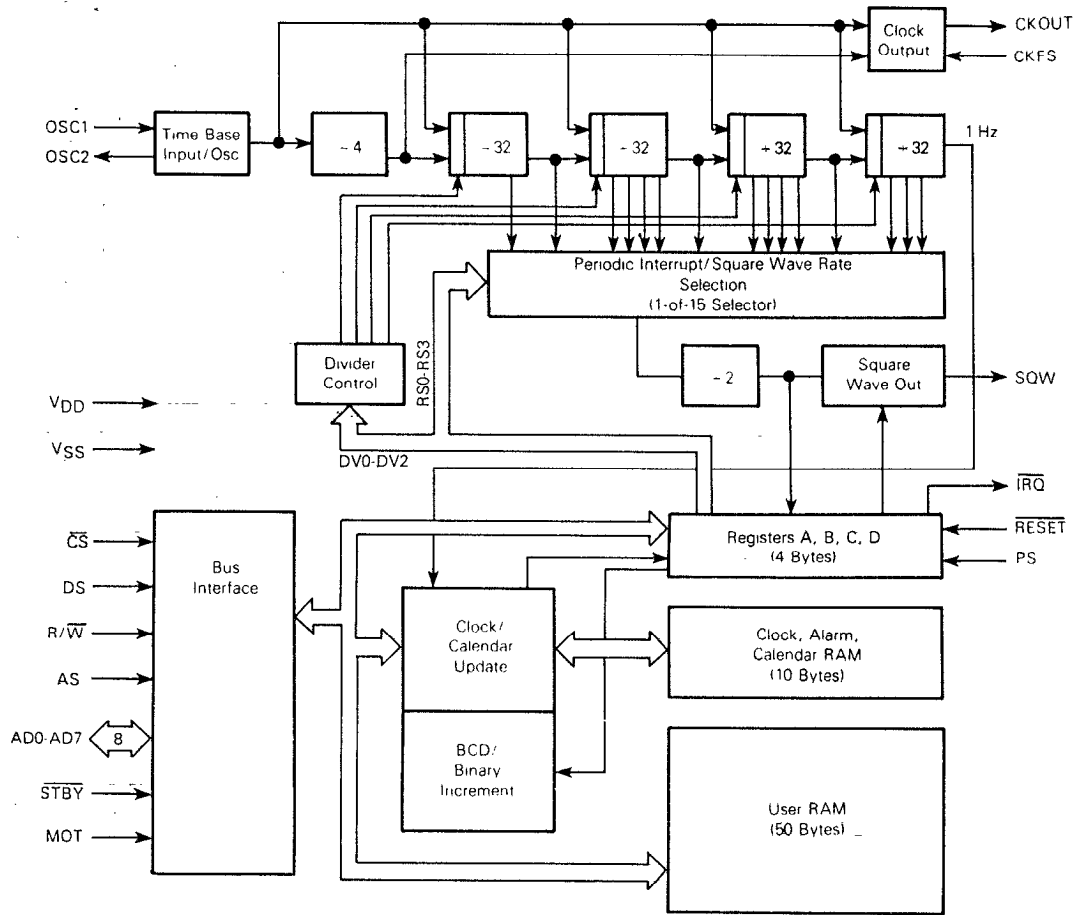 CKOUT
Clock
Output
CKFS
OSC1
OSC2
Time Base
Input/Osc
÷4
÷32
÷32
÷32
÷32
1 Hz
Periodic Interrupt/Square Wave Rate
Selection
(1-of-15 Selector)
Divider
Control
RS0-RS3
÷2
Square
Wave Out
SQW
VDD
VSS
DV0-DV2
IRQ
RESET
PS
Registers A, B, C, D
(4 Bytes)
CS
DS
R/W
AS
AD0-AD7
8
STBY
MOT
Bus
Interface
Clock/
Calendar
Update
BCD/
Binary
Increment
Clock, Alarm,
Calendar RAM
(10 Bytes)
User RAM
(50 Bytes)